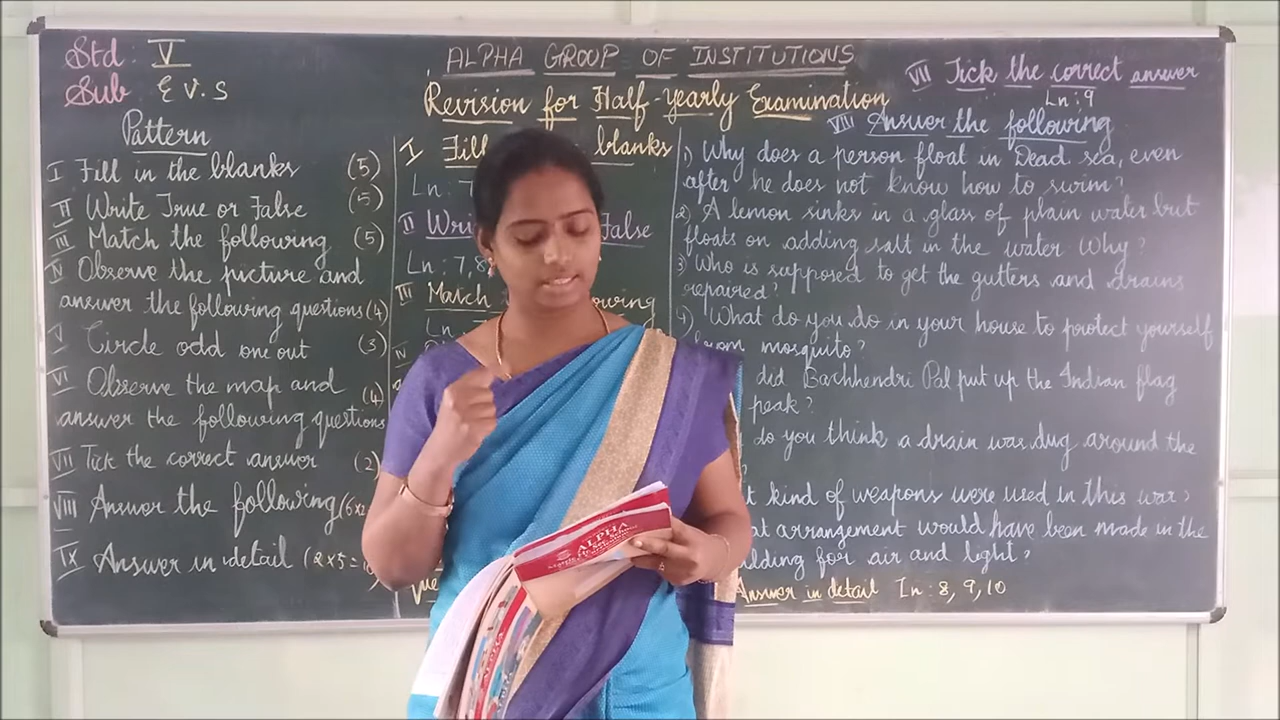 Std: V
Sub E V.S
ALPHA GROUP OF INSTITUTIONS
Revision for Half-yearly Examination
Pattern
I Fill in the blanks (5)
II Write True or False (5)
III Match the following (5)
IV Observe the picture and
answer the following questions (4)
V Circle odd one out (3)
VI Observe the map and (4)
answer the following questions
VII Tick the correct answer (2)
VIII Answer the following (6x
IX Answer in detail (2x5=
I Fill blanks
Ln: 7
II False
Ln: 7,8
III Match
Ln
IV
VII Tick the correct answer
Ln: 9
VIII Answer the following
1) Why does a person float in Dead sea, even
after he does not know how to swim?
2) A lemon sinks in a glass of plain water but
floats on adding salt in the water Why?
3) Who is supposed to get the gutters and drains
repaired?
4) What do you do in your house to protect yourself
from mosquito?
did Bachhendri Pal put up the Indian flag
peak?
do you think a drain was dug around the
?
kind of weapons were used in this war?
arrangement would have been made in the
for air and light?
Answer in detail Ln: 8, 9, 10
ALPHA